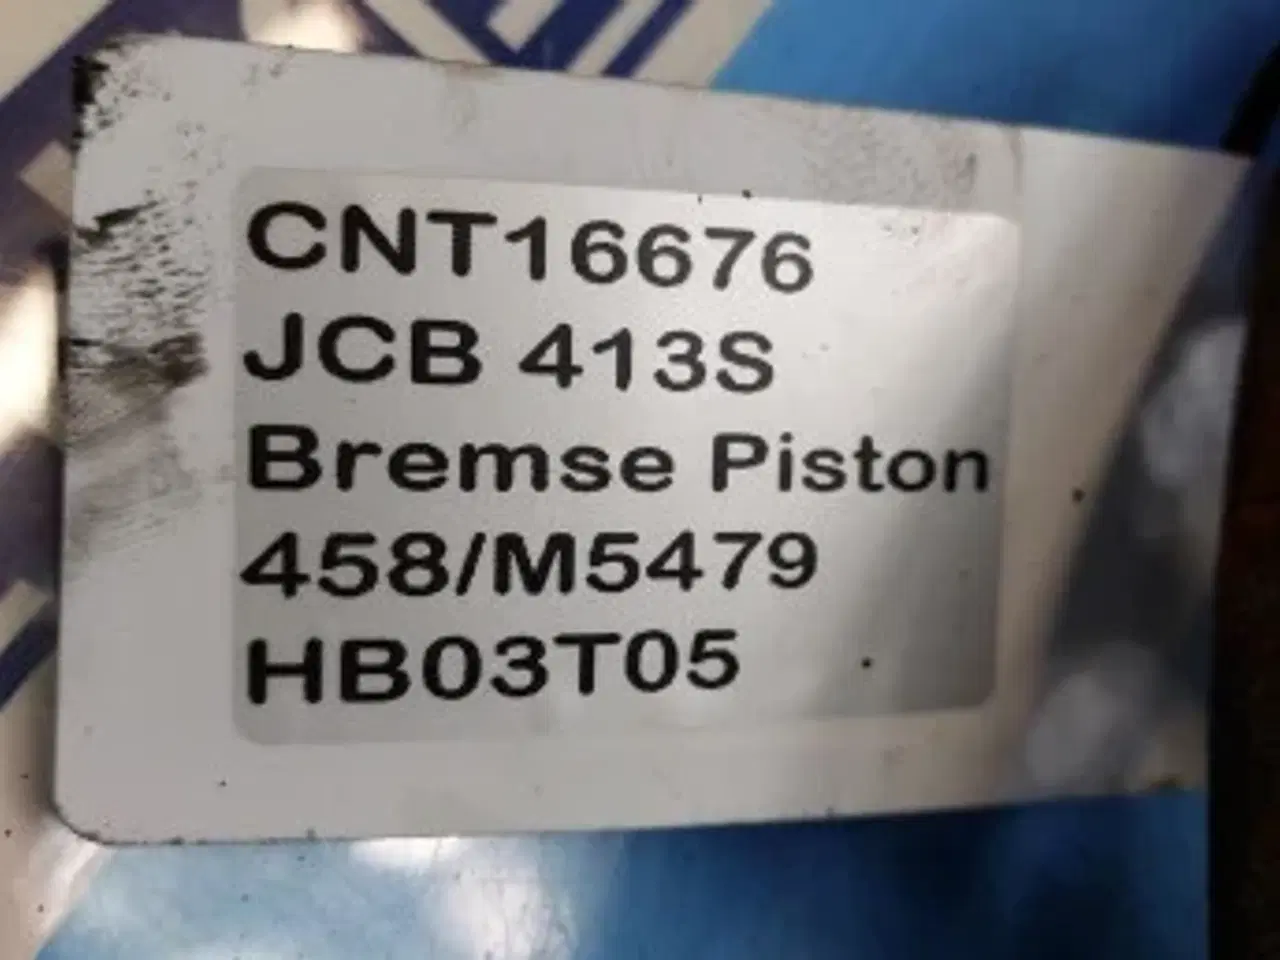 CNT16676
JCB 413S
Bremse Piston
458/M5479
HB03T05